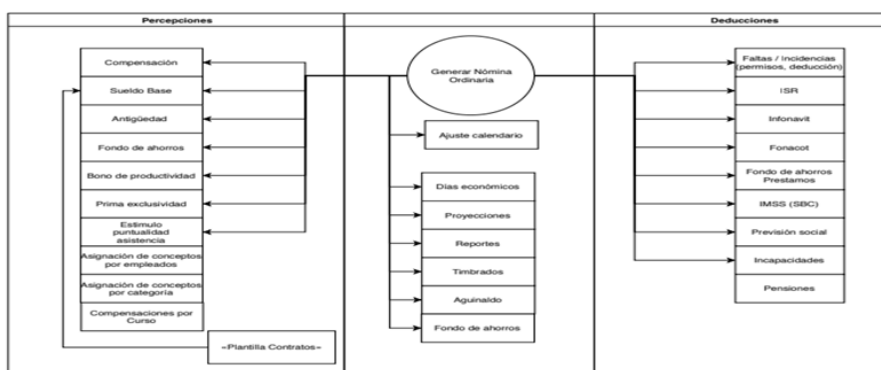 Percepciones
Compensación
Sueldo Base
Antigüedad
Fondo de ahorros
Bono de productividad
Prima exclusividad
Estimulo
puntualidad
asistencia
Asignación de conceptos
por empleados
Asignación de conceptos
por categoría
Compensaciones por
Curso
«Plantilla Contratos»
Generar Nómina
Ordinaria
Ajuste calendario
Días económicos
Proyecciones
Reportes
Timbrados
Aguinaldo
Fondo de ahorros
Deducciones
Faltas / Incidencias
(permisos, deducción)
ISR
Infonavit
Fonacot
Fondo de ahorros
Prestamos
IMSS (SBC)
Previsión social
Incapacidades
Pensiones